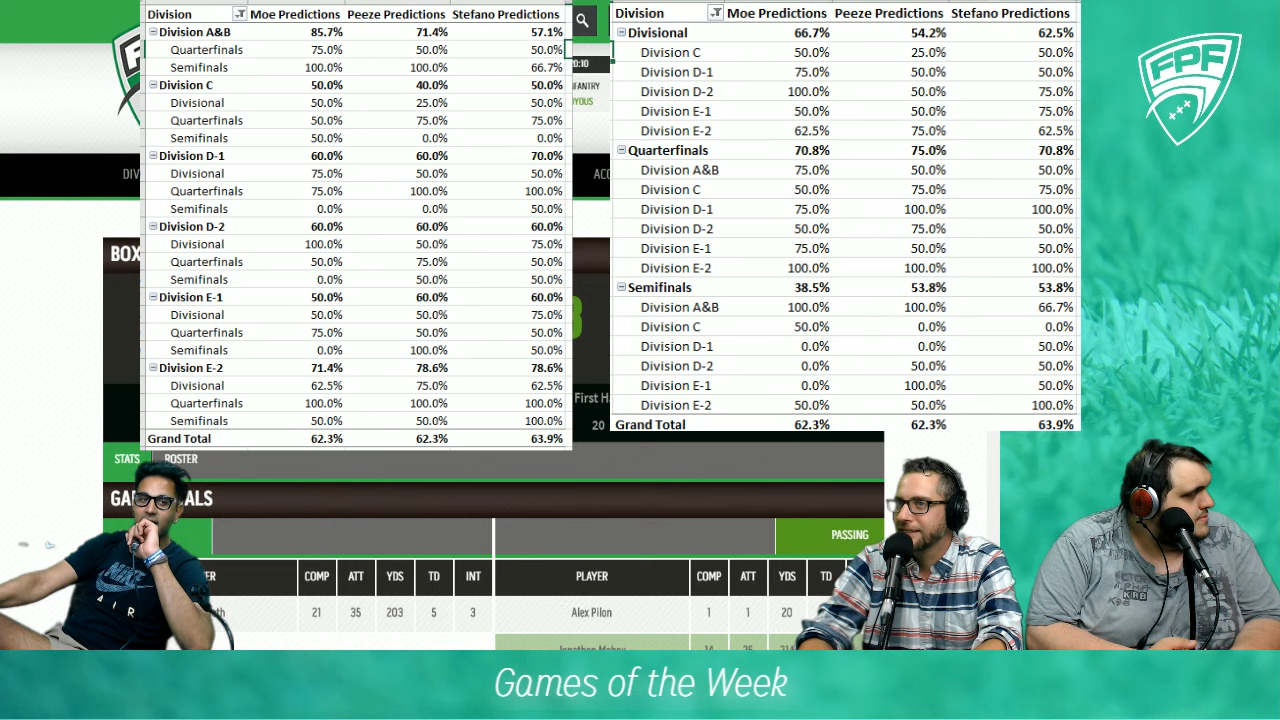 Division Moe Predictions Peeze Predictions Stefano Predictions
Division A&B 85.7% 71.4% 57.1%
Quarterfinals 75.0% 50.0% 50.0%
Semifinals 100.0% 100.0% 66.7%
Division C 50.0% 40.0% 50.0%
Divisional 50.0% 25.0% 50.0%
Quarterfinals 50.0% 75.0% 75.0%
Semifinals 50.0% 0.0% 0.0%
Division D-1 60.0% 60.0% 70.0%
Divisional 75.0% 50.0% 50.0%
Quarterfinals 75.0% 100.0% 100.0%
Semifinals 0.0% 0.0% 50.0%
Division D-2 60.0% 60.0% 60.0%
Divisional 100.0% 50.0% 75.0%
Quarterfinals 50.0% 75.0% 50.0%
Semifinals 0.0% 50.0% 50.0%
Division E-1 50.0% 60.0% 60.0%
Divisional 50.0% 50.0% 75.0%
Quarterfinals 75.0% 50.0% 50.0%
Semifinals 0.0% 100.0% 50.0%
Division E-2 71.4% 78.6% 78.6%
Divisional 62.5% 75.0% 62.5%
Quarterfinals 100.0% 100.0% 100.0%
Semifinals 50.0% 50.0% 100.0%
Grand Total 62.3% 62.3% 63.9%
Division Moe Predictions Peeze Predictions Stefano Predictions
Divisional 66.7% 54.2% 62.5%
Division C 50.0% 25.0% 50.0%
Division D-1 75.0% 50.0% 50.0%
Division D-2 100.0% 50.0% 75.0%
Division E-1 50.0% 50.0% 75.0%
Division E-2 62.5% 75.0% 62.5%
Quarterfinals 70.8% 75.0% 70.8%
Division A&B 75.0% 50.0% 50.0%
Division C 50.0% 75.0% 75.0%
Division D-1 75.0% 100.0% 100.0%
Division D-2 50.0% 75.0% 50.0%
Division E-1 75.0% 50.0% 50.0%
Division E-2 100.0% 100.0% 100.0%
Semifinals 38.5% 53.8% 53.8%
Division A&B 100.0% 100.0% 66.7%
Division C 50.0% 0.0% 0.0%
Division D-1 0.0% 0.0% 50.0%
Division D-2 0.0% 50.0% 50.0%
Division E-1 0.0% 100.0% 50.0%
Division E-2 50.0% 50.0% 100.0%
Grand Total 62.3% 62.3% 63.9%
FPF
DIV
BOX
First Ha
20
STATS ROSTER
PASSING
COMP ATT YDS TD INT PLAYER COMP ATT YDS TD
21 35 203 5 3 Alex Pilon 1 1 20
NIKE
AIR
KRB
Games of the Week